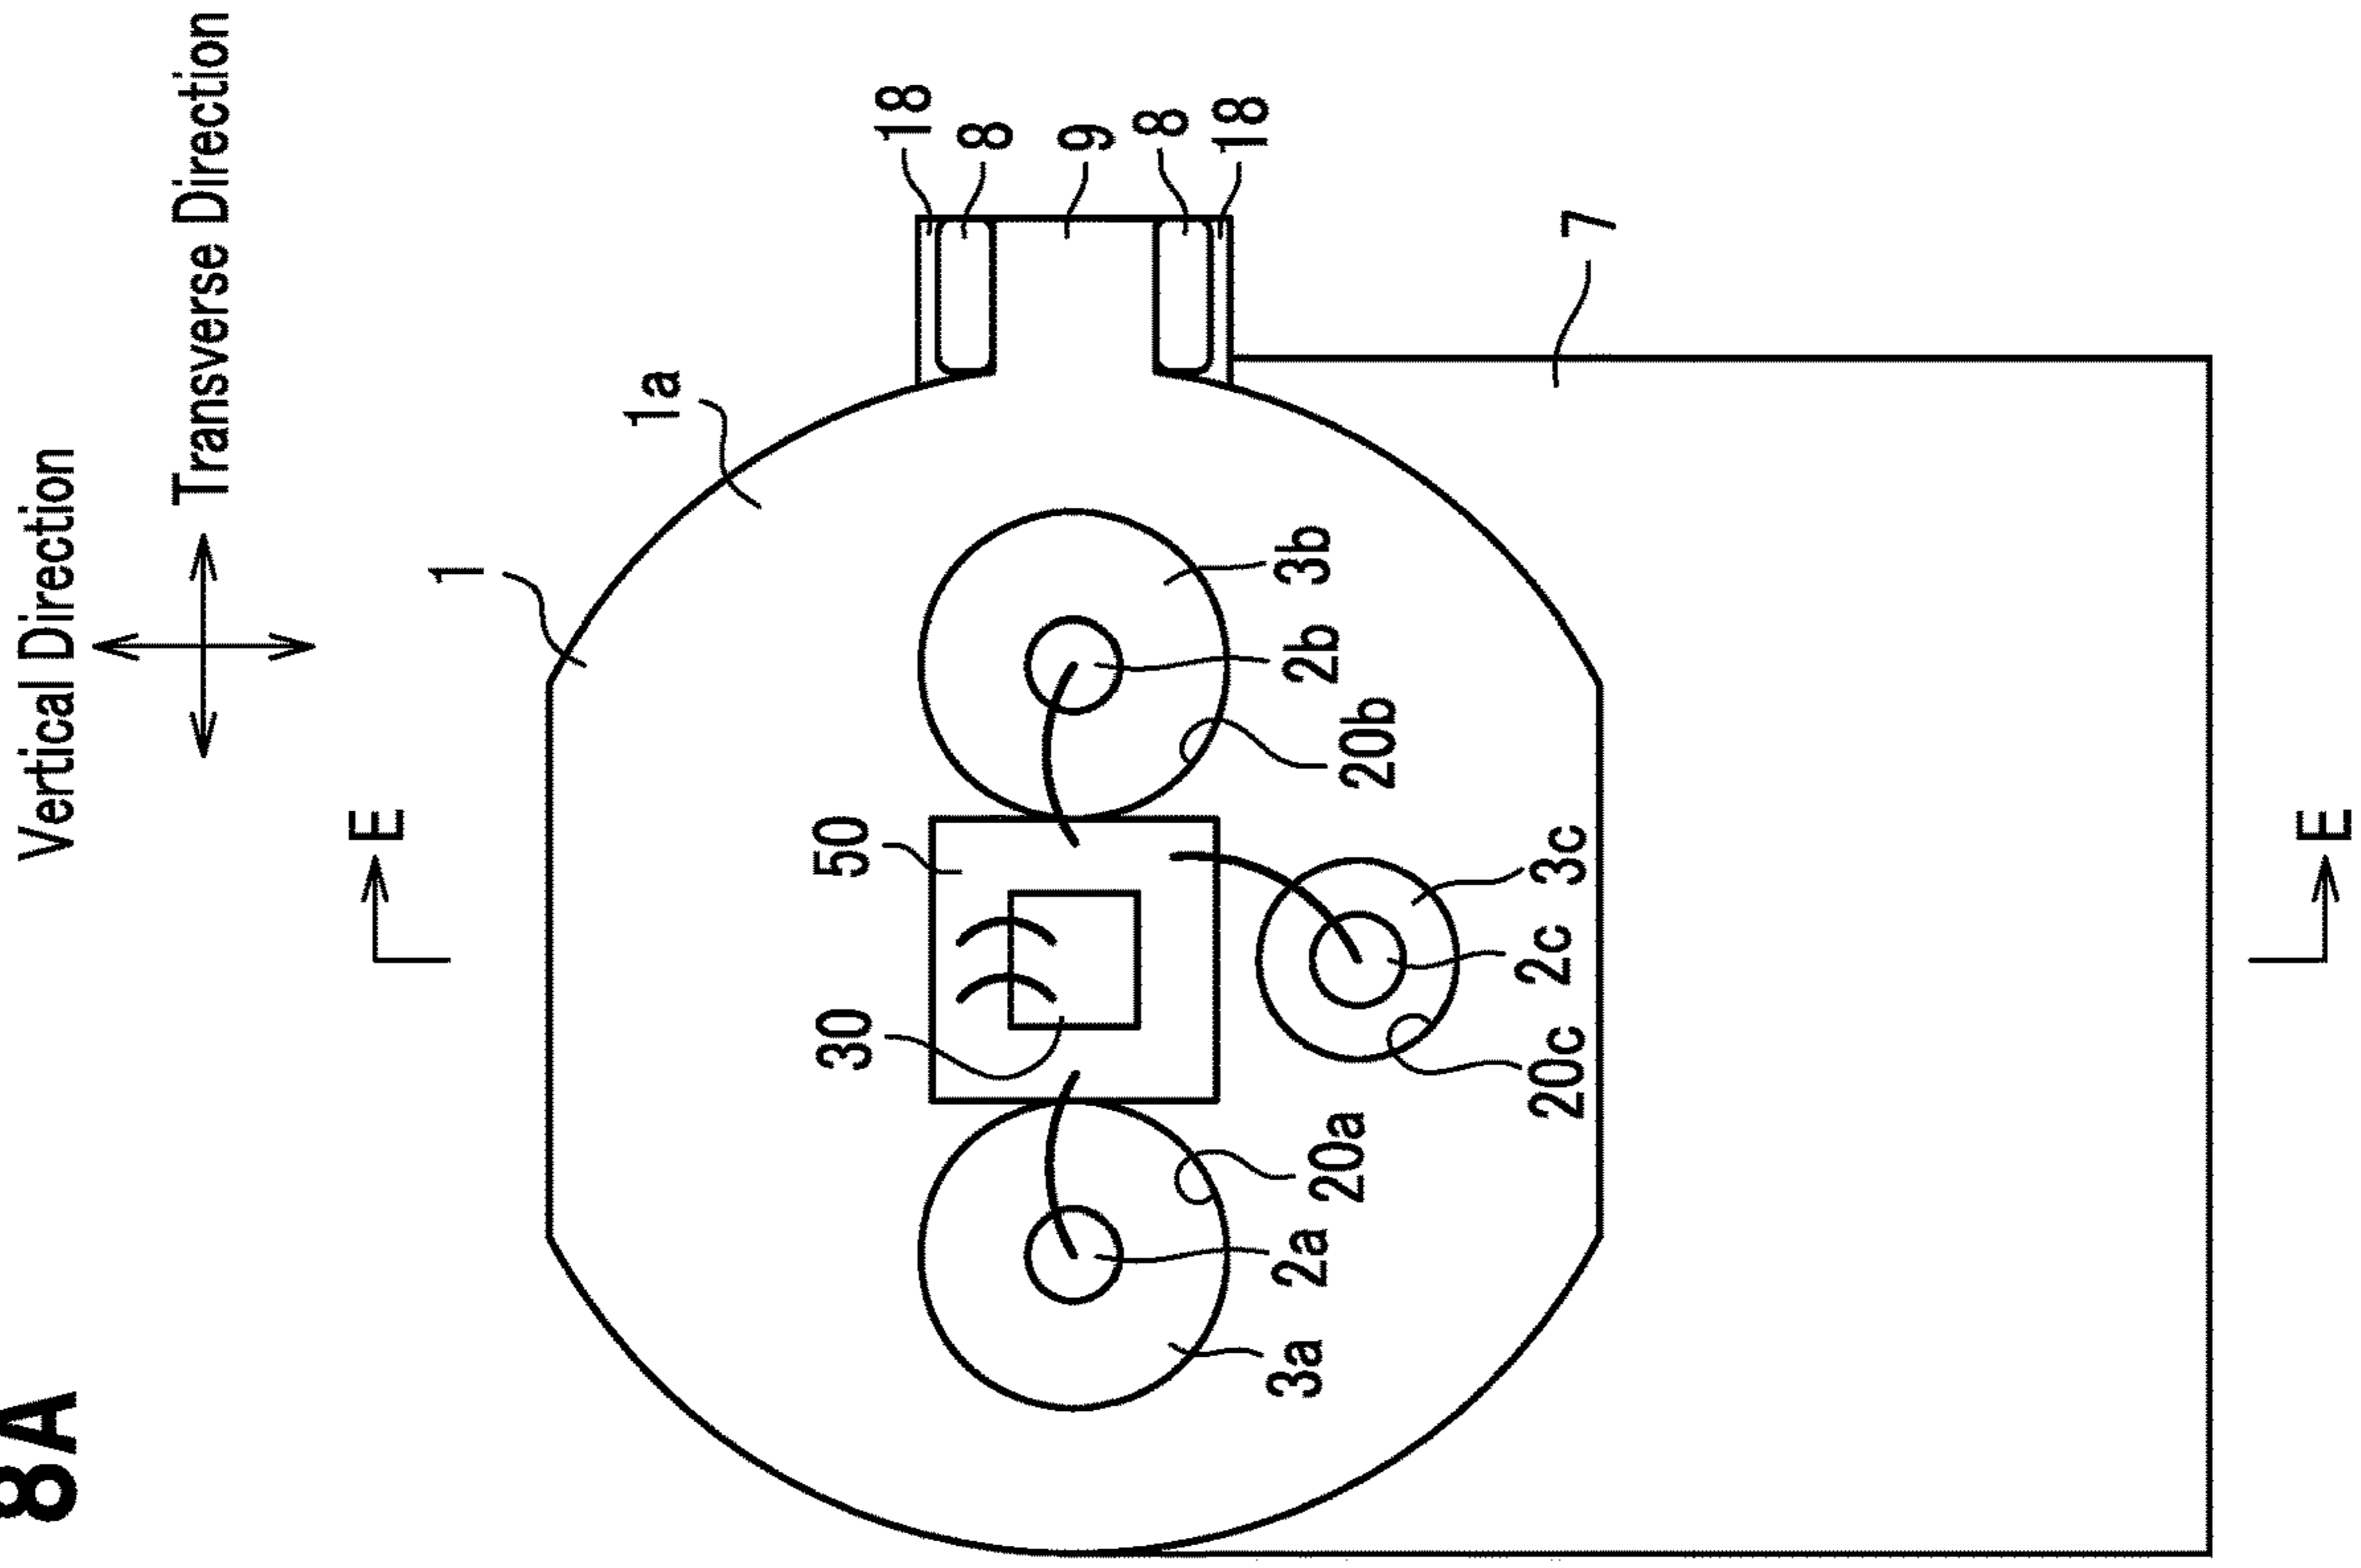 8A
Vertical Direction
Transverse Direction
E
1
1a
30
50
18
8
9
8
18
3a
2a
20a
3b
2b
20b
20c
2c
3c
7
E